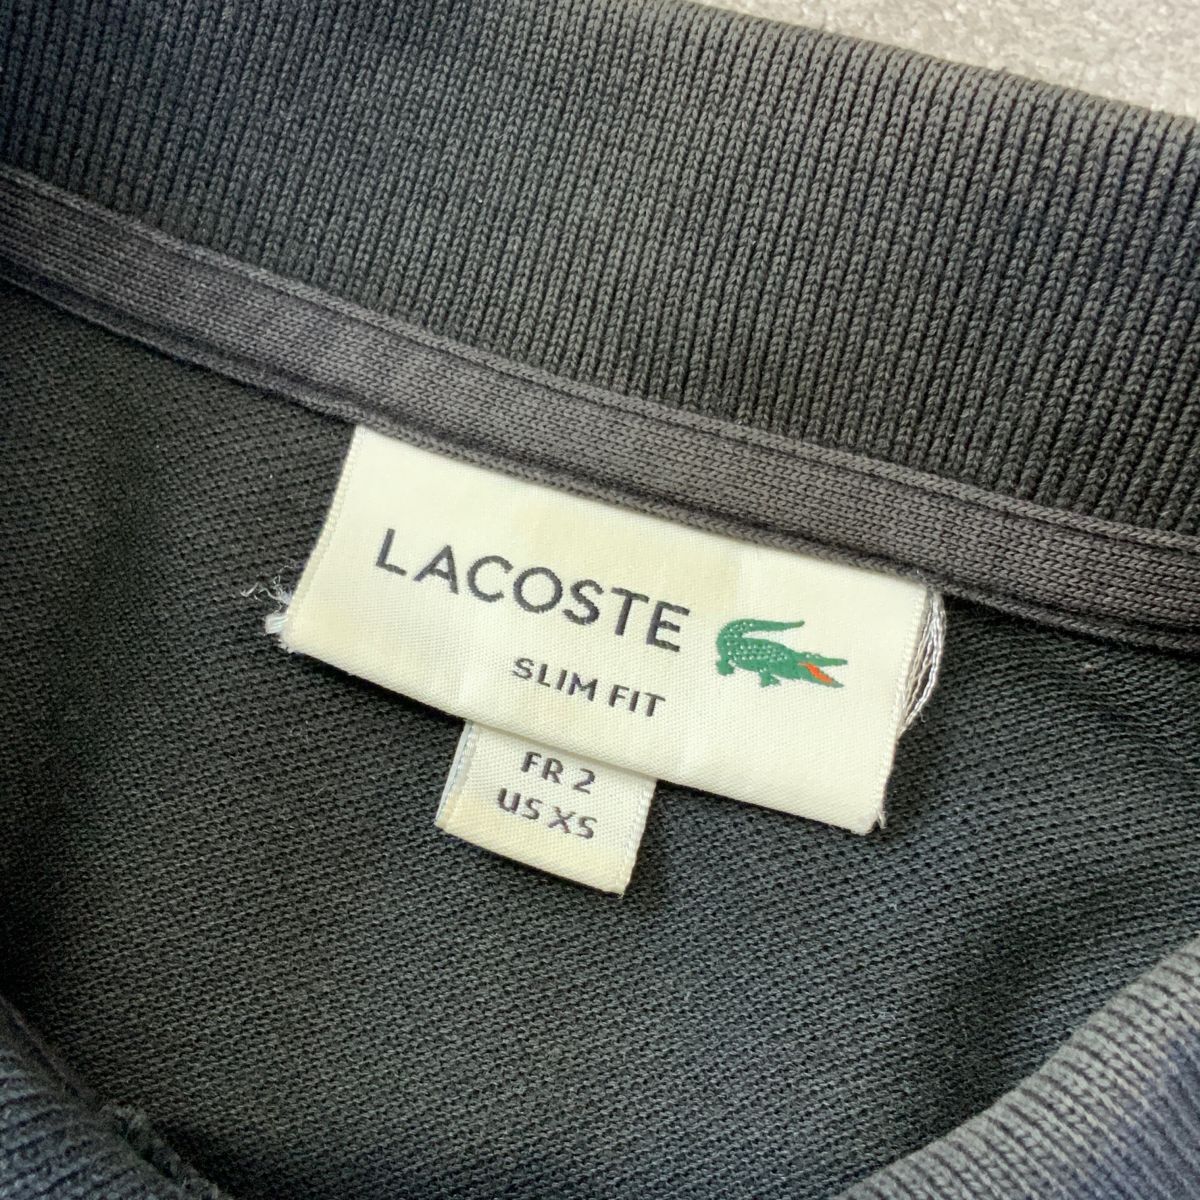 LACOSTE
SLIM FIT
FR 2
US XS